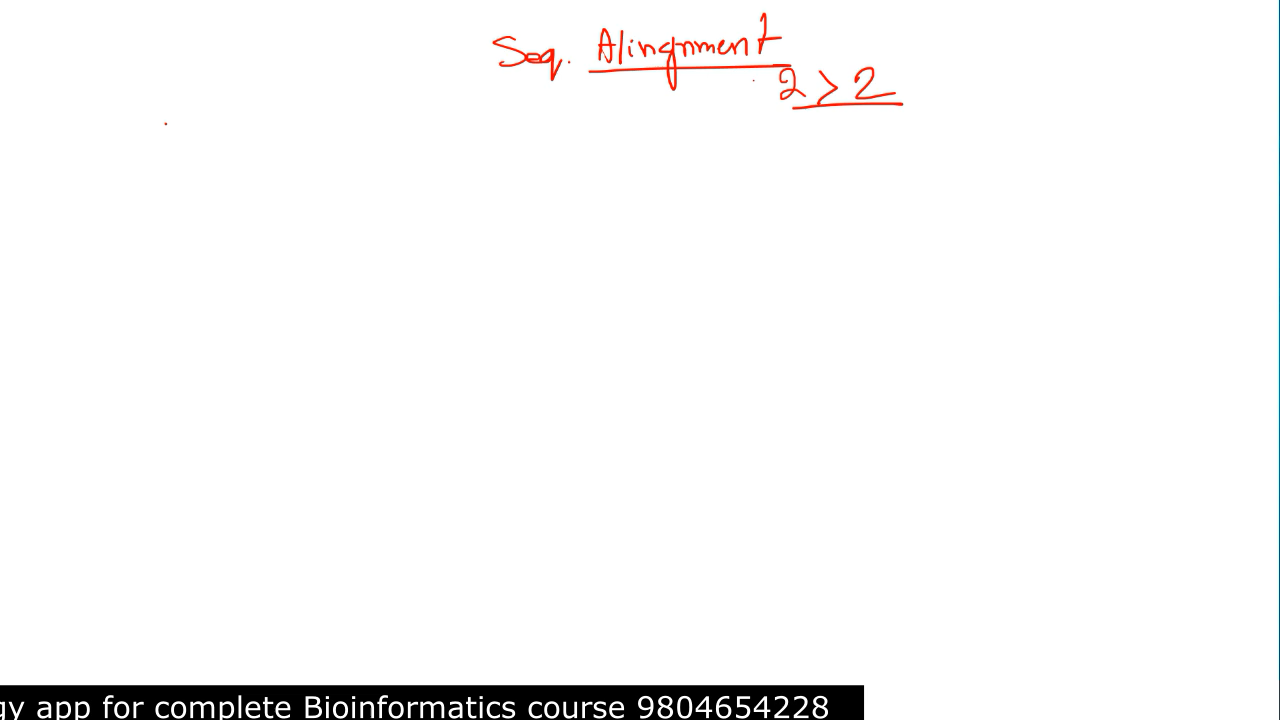 Seq. Alingnment
2 > 2
gy app for complete Bioinformatics course 9804654228